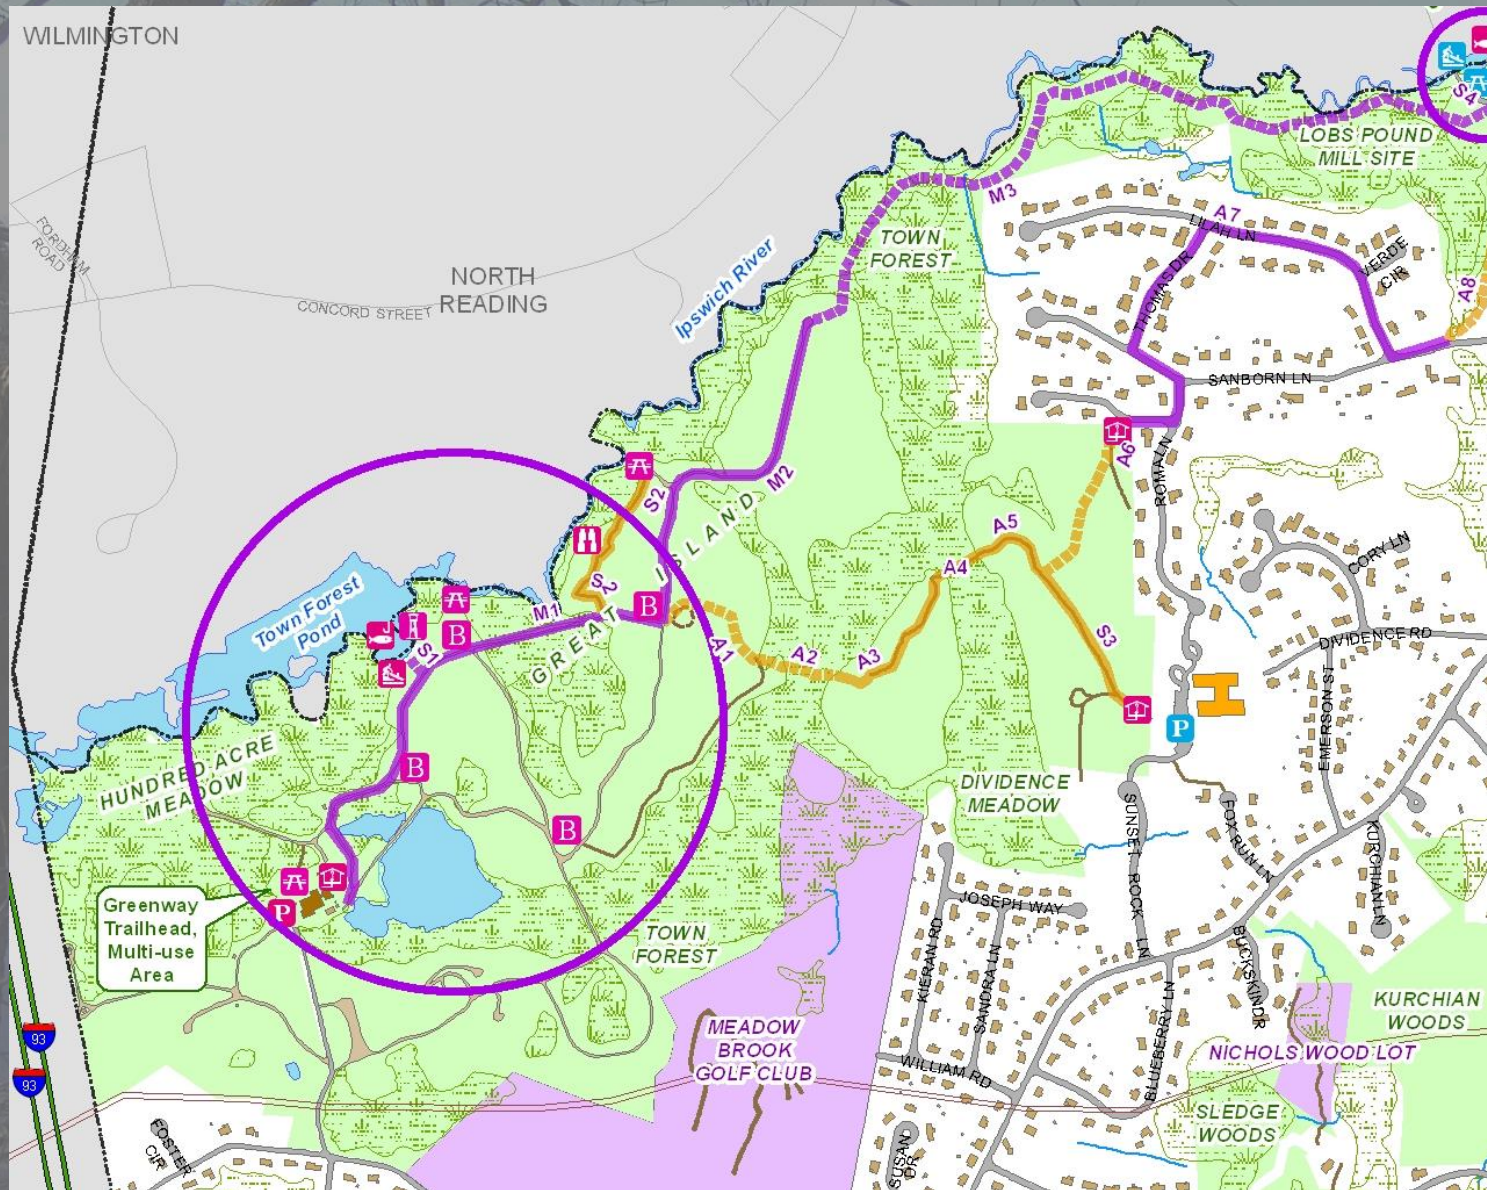 WILMINGTON
S4
LOBS POUND
MILL SITE
M3
A7
LILAH LN
FORDHAM
ROAD
TOWN
FOREST
VERDE
CIR
THOMAS DR
A8
NORTH
READING
CONCORD STREET
Ipswich River
SANBORN LN
A6
ROMA LN
M2
S2
ISLAND
A5
CORY LN
A4
S2
B
M1
GREAT
Town Forest
Pond
B
S1
A1
A2
A3
S3
DIVIDENCE RD
P
EMERSON ST
HUNDRED ACRE
MEADOW
B
DIVIDENCE
MEADOW
B
SUNSET ROCK LN
FOX RUN LN
KURCHIAN LN
Greenway
Trailhead,
Multi-use
Area
P
JOSEPH WAY
TOWN
FOREST
KIERAN RD
SANDRA LN
BUCKSKIN DR
BLUEBERRY LN
KURCHIAN
WOODS
93
MEADOW
BROOK
GOLF CLUB
NICHOLS WOOD LOT
WILLIAM RD
93
SLEDGE
WOODS
FOSTER
CIR
SUSAN
DR